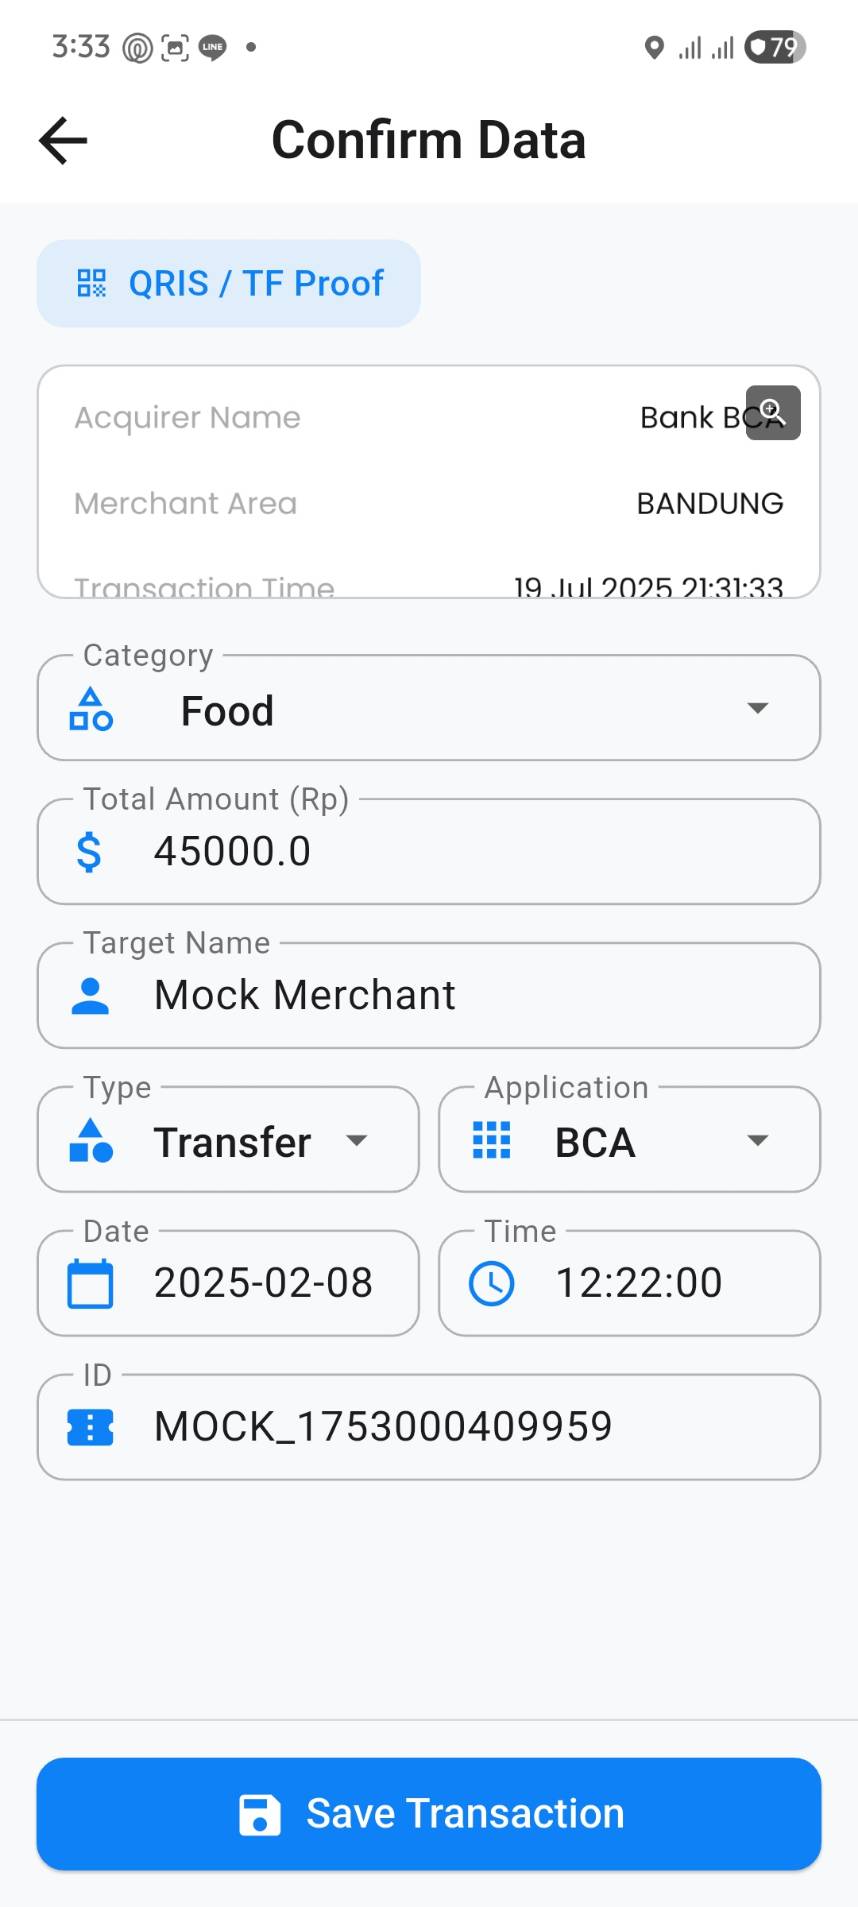 3:33 LINE 79
Confirm Data
QRIS / TF Proof
Acquirer Name Bank BCA
Merchant Area BANDUNG
Transaction Time 19 Jul 2025 21:31:33
Category
Food
Total Amount (Rp)
$ 45000.0
Target Name
Mock Merchant
Type Application
Transfer BCA
Date Time
2025-02-08 12:22:00
ID
MOCK_1753000409959
Save Transaction